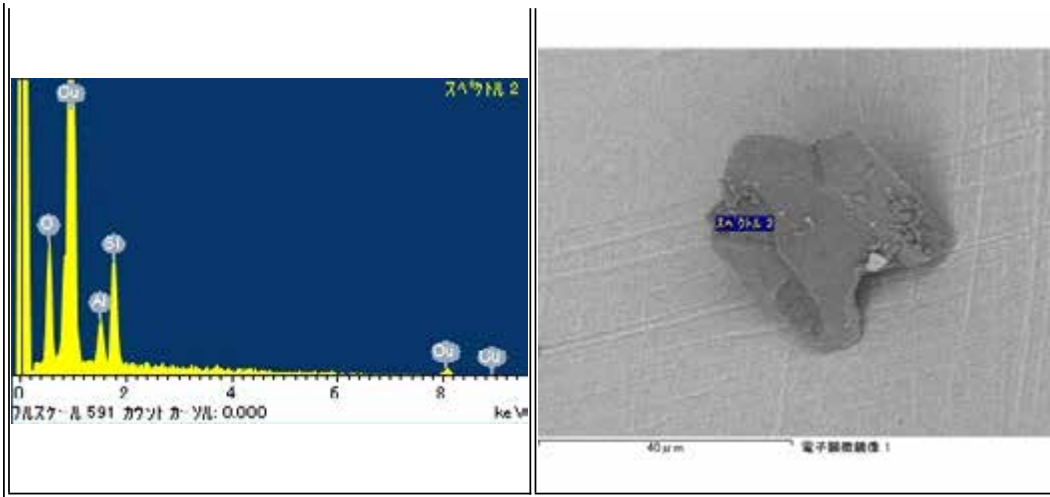 スペクトル 2
Cu
O
Si
Al
Cu
Cu
0 2 4 6 8
フルスケール 591 カウント カーソル: 0.000
keV
スペクトル 2
40μm
電子顕微鏡像 1